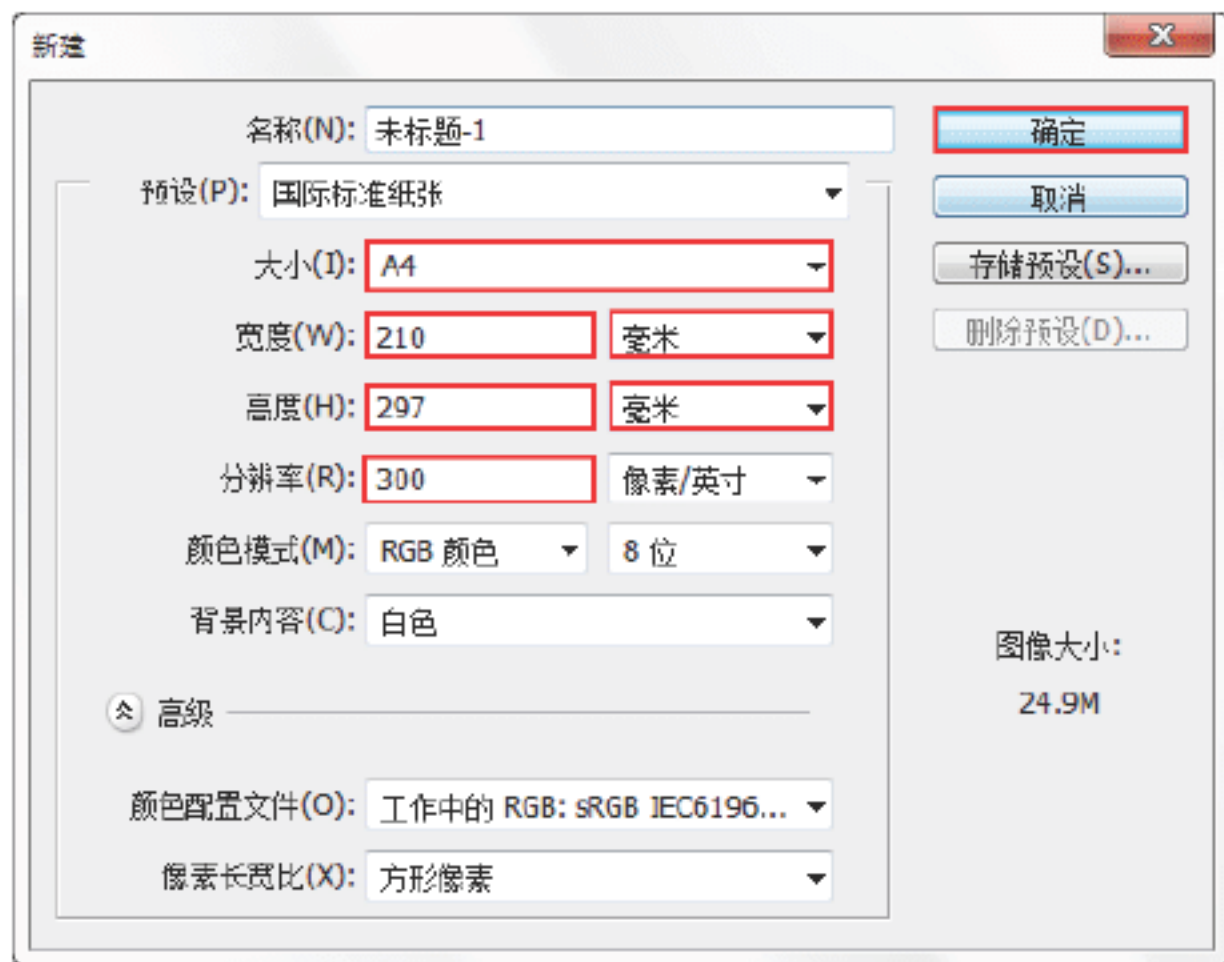 新建
名称(N): 未标题-1
确定
预设(P): 国际标准纸张
取消
大小(I): A4
存储预设(S)...
宽度(W): 210 毫米
删除预设(D)...
高度(H): 297 毫米
分辨率(R): 300 像素/英寸
颜色模式(M): RGB 颜色 8 位
背景内容(C): 白色
图像大小:
24.9M
高级
颜色配置文件(O): 工作中的 RGB: sRGB IEC6196...
像素长宽比(X): 方形像素